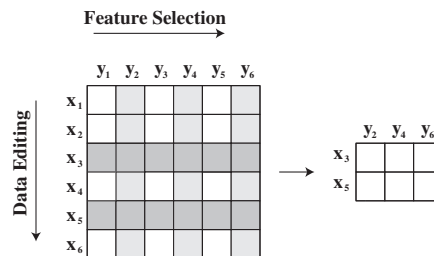 Feature Selection
y1 y2 y3 y4 y5 y6
Data Editing
x1
x2
x3
x4
x5
x6
y2 y4 y6
x3
x5